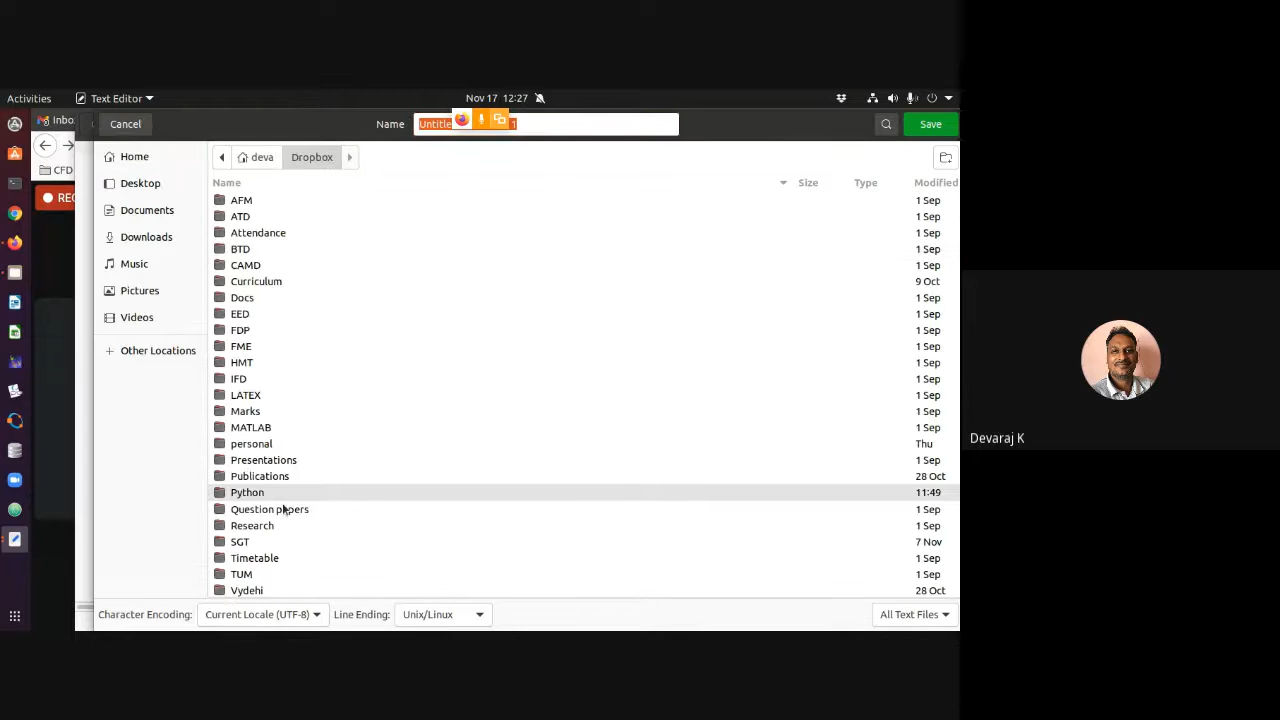 Activities Text Editor Nov 17 12:27
Inbo Cancel Name Untitle 1 Save
Home deva Dropbox
CFD Desktop Name Size Type Modified
REC Documents
Downloads
Music
Pictures
Videos
Other Locations
AFM 1 Sep
ATD 1 Sep
Attendance 1 Sep
BTD 1 Sep
CAMD 1 Sep
Curriculum 9 Oct
Docs 1 Sep
EED 1 Sep
FDP 1 Sep
FME 1 Sep
HMT 1 Sep
IFD 1 Sep
LATEX 1 Sep
Marks 1 Sep
MATLAB 1 Sep
personal Thu
Presentations 1 Sep
Publications 28 Oct
Python 11:49
Question papers 1 Sep
Research 1 Sep
SGT 7 Nov
Timetable 1 Sep
TUM 1 Sep
Vydehi 28 Oct
Character Encoding: Current Locale (UTF-8) Line Ending: Unix/Linux All Text Files
Devaraj K